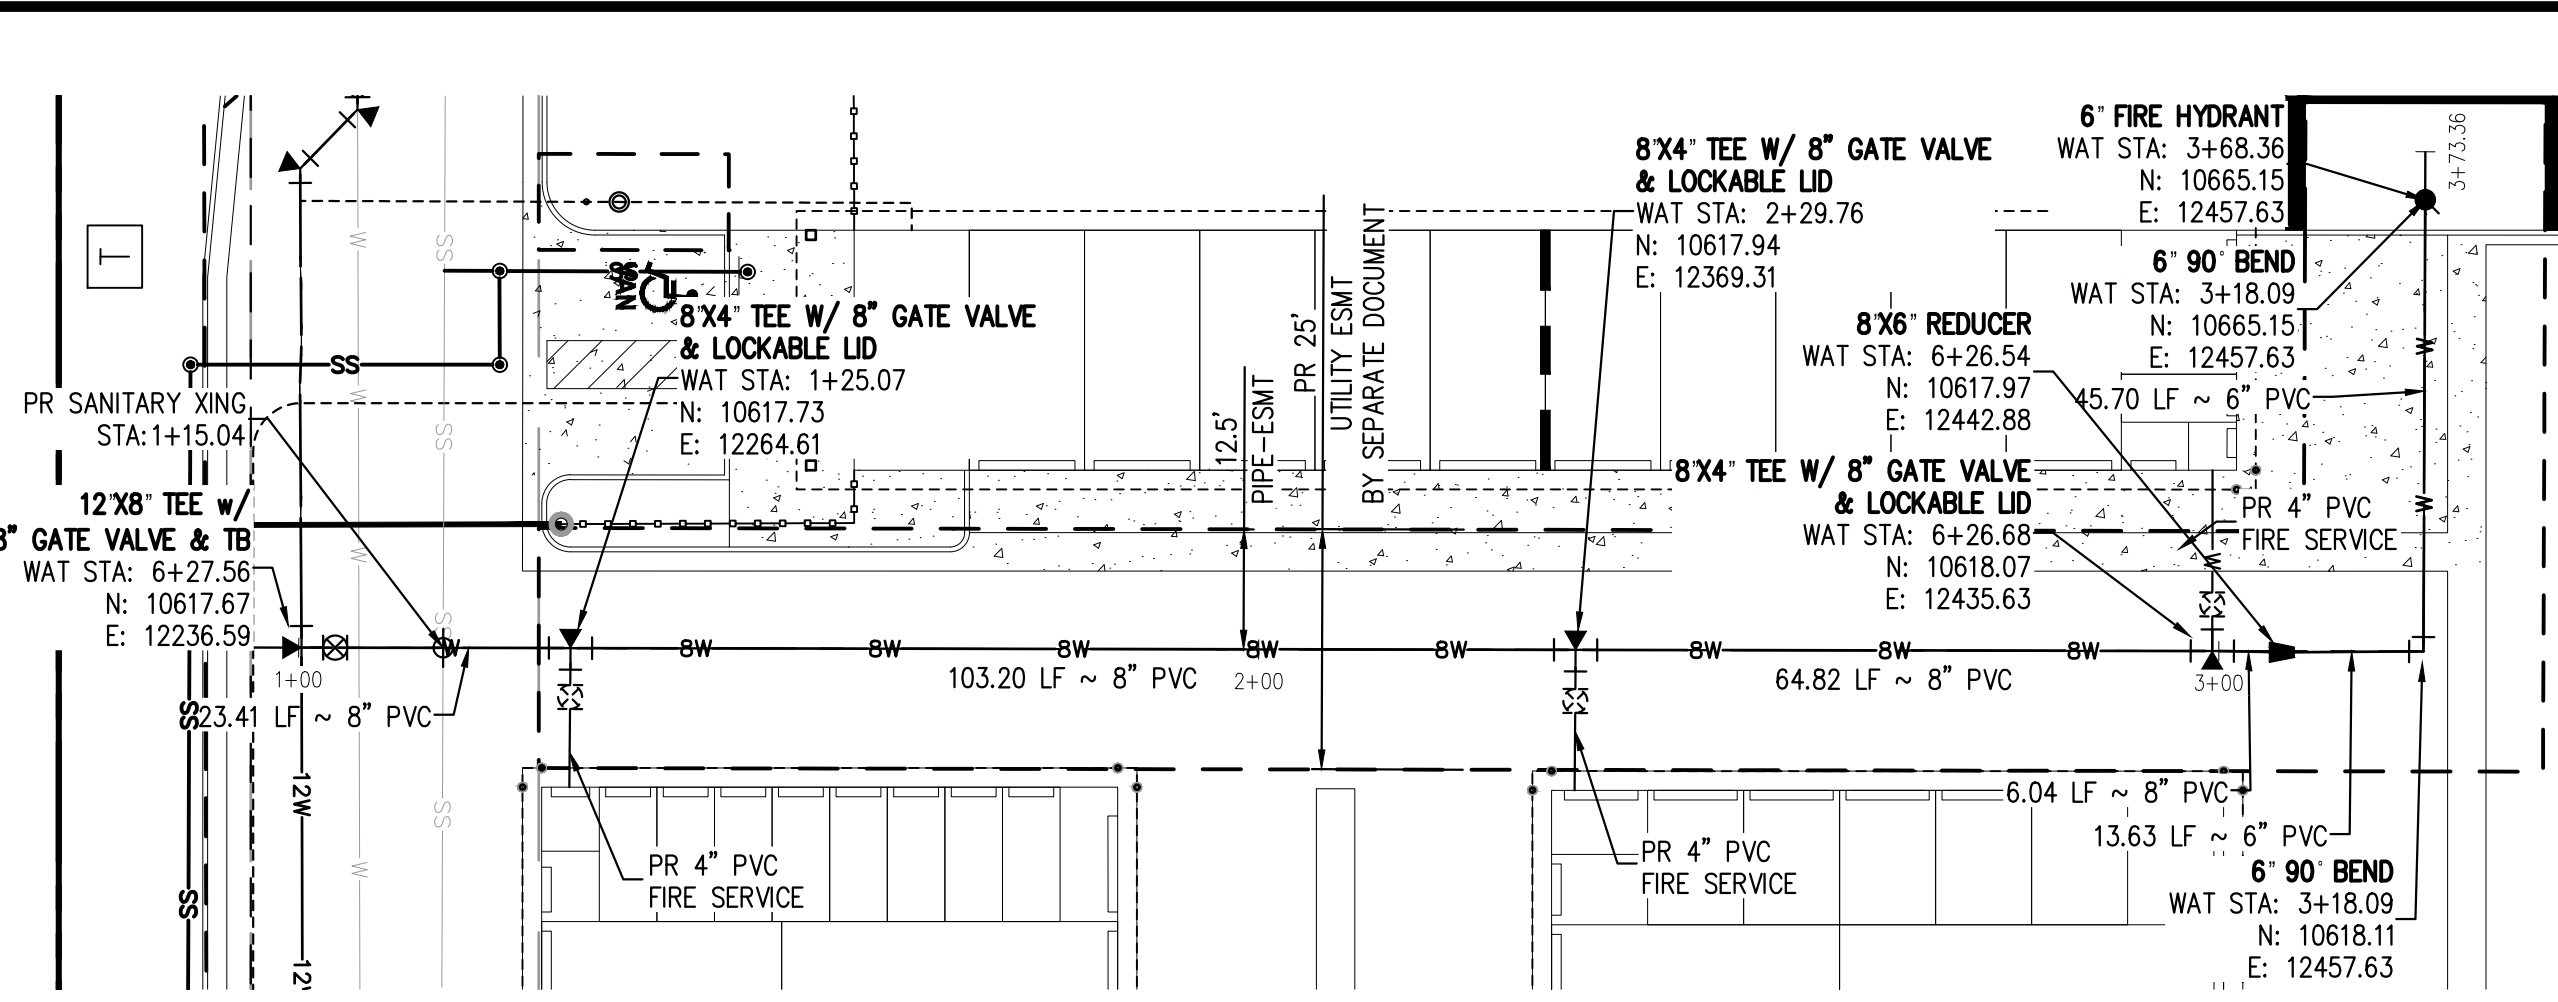 6" FIRE HYDRANT
WAT STA: 3+68.36
N: 10665.15
E: 12457.63
3+73.36
8"X4" TEE W/ 8" GATE VALVE
& LOCKABLE LID
WAT STA: 2+29.76
N: 10617.94
E: 12369.31
6" 90° BEND
WAT STA: 3+18.09
N: 10665.15
E: 12457.63
T
W
SS
SAN
8"X4" TEE W/ 8" GATE VALVE
& LOCKABLE LID
WAT STA: 1+25.07
N: 10617.73
E: 12264.61
12.5'
PIPE-ESMT
PR 25'
UTILITY ESMT
BY SEPARATE DOCUMENT
8"X6" REDUCER
WAT STA: 6+26.54
N: 10617.97
E: 12442.88
W
45.70 LF ~ 6" PVC
SS
W
SS
PR SANITARY XING
STA:1+15.04
8"X4" TEE W/ 8" GATE VALVE
& LOCKABLE LID
WAT STA: 6+26.68
N: 10618.07
E: 12435.63
W
PR 4" PVC
FIRE SERVICE
W
12"X8" TEE w/
8" GATE VALVE & TB
WAT STA: 6+27.56
N: 10617.67
E: 12236.59
W
SS
W
8W
8W
8W
8W
8W
8W
8W
8W
1+00
103.20 LF ~ 8" PVC
2+00
64.82 LF ~ 8" PVC
3+00
SS
23.41 LF ~ 8" PVC
12W
SS
W
6.04 LF ~ 8" PVC
13.63 LF ~ 6" PVC
PR 4" PVC
FIRE SERVICE
PR 4" PVC
FIRE SERVICE
SS
6" 90° BEND
WAT STA: 3+18.09
N: 10618.11
E: 12457.63
12W